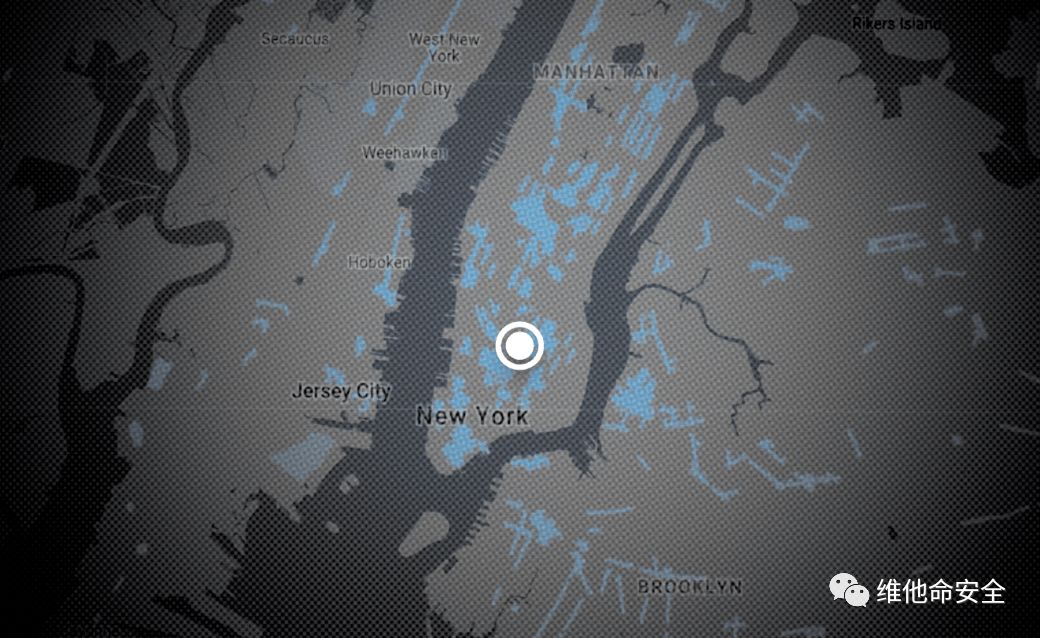 Rikers Island
Secaucus
West New
York
MANHATTAN
Union City
Weehawken
Hoboken
Jersey City
New York
BROOKLYN
维他命安全